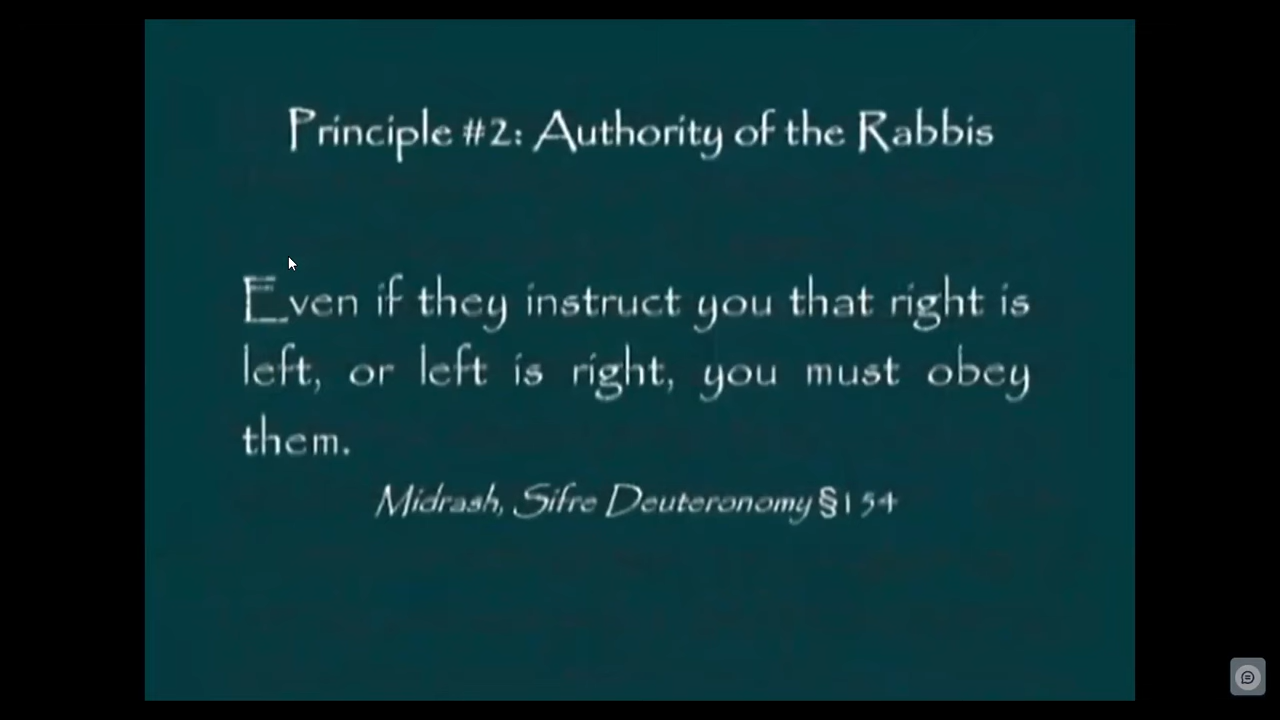 Principle #2: Authority of the Rabbis
Even if they instruct you that right is
left, or left is right, you must obey
them.
Midrash, Sifre Deuteronomy §154